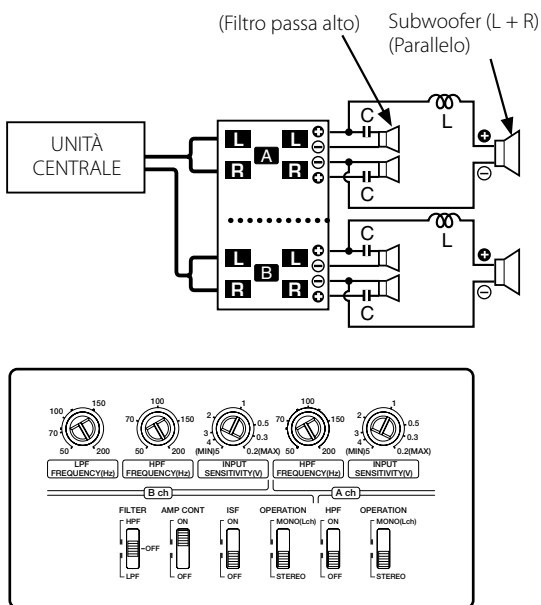 (Filtro passa alto)
Subwoofer (L + R)
(Parallelo)
UNITÀ
CENTRALE
L L
A
R R
C
C
L
L L
B
R R
C
C
L
100 150
70
50 200
LPF
FREQUENCY(Hz)
100
70 150
50 200
HPF
FREQUENCY(Hz)
1
2 0.5
3 0.3
4
(MIN)5 0.2(MAX)
INPUT
SENSITIVITY(V)
100
70 150
50 200
HPF
FREQUENCY(Hz)
1
2 0.5
3 0.3
4
(MIN)5 0.2(MAX)
INPUT
SENSITIVITY(V)
B ch
A ch
FILTER
HPF
OFF
LPF
AMP CONT
ON
OFF
ISF
ON
OFF
OPERATION
MONO(Lch)
STEREO
HPF
ON
OFF
OPERATION
MONO(Lch)
STEREO